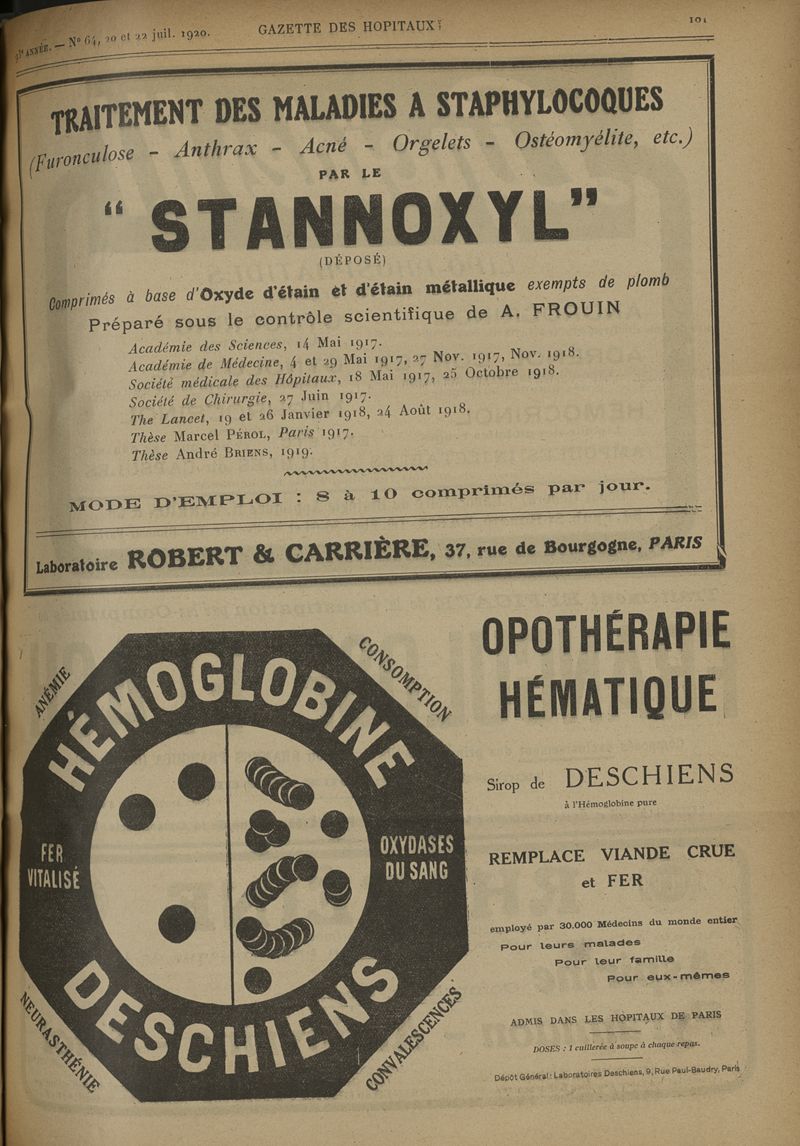 93e ANNÉE. — No 64, 20 et 22 juil. 1920.
GAZETTE DES HOPITAUX
101
TRAITEMENT DES MALADIES A STAPHYLOCOQUES
(Furonculose - Anthrax - Acné - Orgelets - Ostéomyélite, etc.)
PAR LE
“ STANNOXYL”
(DÉPOSÉ)
Comprimés à base d'Oxyde d'étain et d'étain métallique exempts de plomb
Préparé sous le contrôle scientifique de A. FROUIN
Académie des Sciences, 14 Mai 1917.
Académie de Médecine, 4 et 29 Mai 1917, 27 Nov. 1917, Nov. 1918.
Société médicale des Hôpitaux, 18 Mai 1917, 25 Octobre 1918.
Société de Chirurgie, 27 Juin 1917.
The Lancet, 19 et 26 Janvier 1918, 24 Août 1918.
Thèse Marcel PÉROL, Paris 1917.
Thèse André BRIENS, 1919.
MODE D'EMPLOI : 8 à 10 comprimés par jour.
Laboratoire ROBERT & CARRIÈRE, 37, rue de Bourgogne, PARIS
ANÉMIE
CONSOMPTION
HÉMOGLOBINE
FER
VITALISÉ
OXYDASES
DU SANG
DESCHIENS
NEURASTHÉNIE
CONVALESCENCES
OPOTHÉRAPIE
HÉMATIQUE
Sirop de DESCHIENS
à l'Hémoglobine pure
REMPLACE VIANDE CRUE
et FER
employé par 30.000 Médecins du monde entier
Pour leurs malades
Pour leur famille
Pour eux-mêmes
ADMIS DANS LES HOPITAUX DE PARIS
DOSES : 1 cuillerée à soupe à chaque repas.
Dépôt Général: Laboratoires Deschiens, 9, Rue Paul-Baudry, Paris